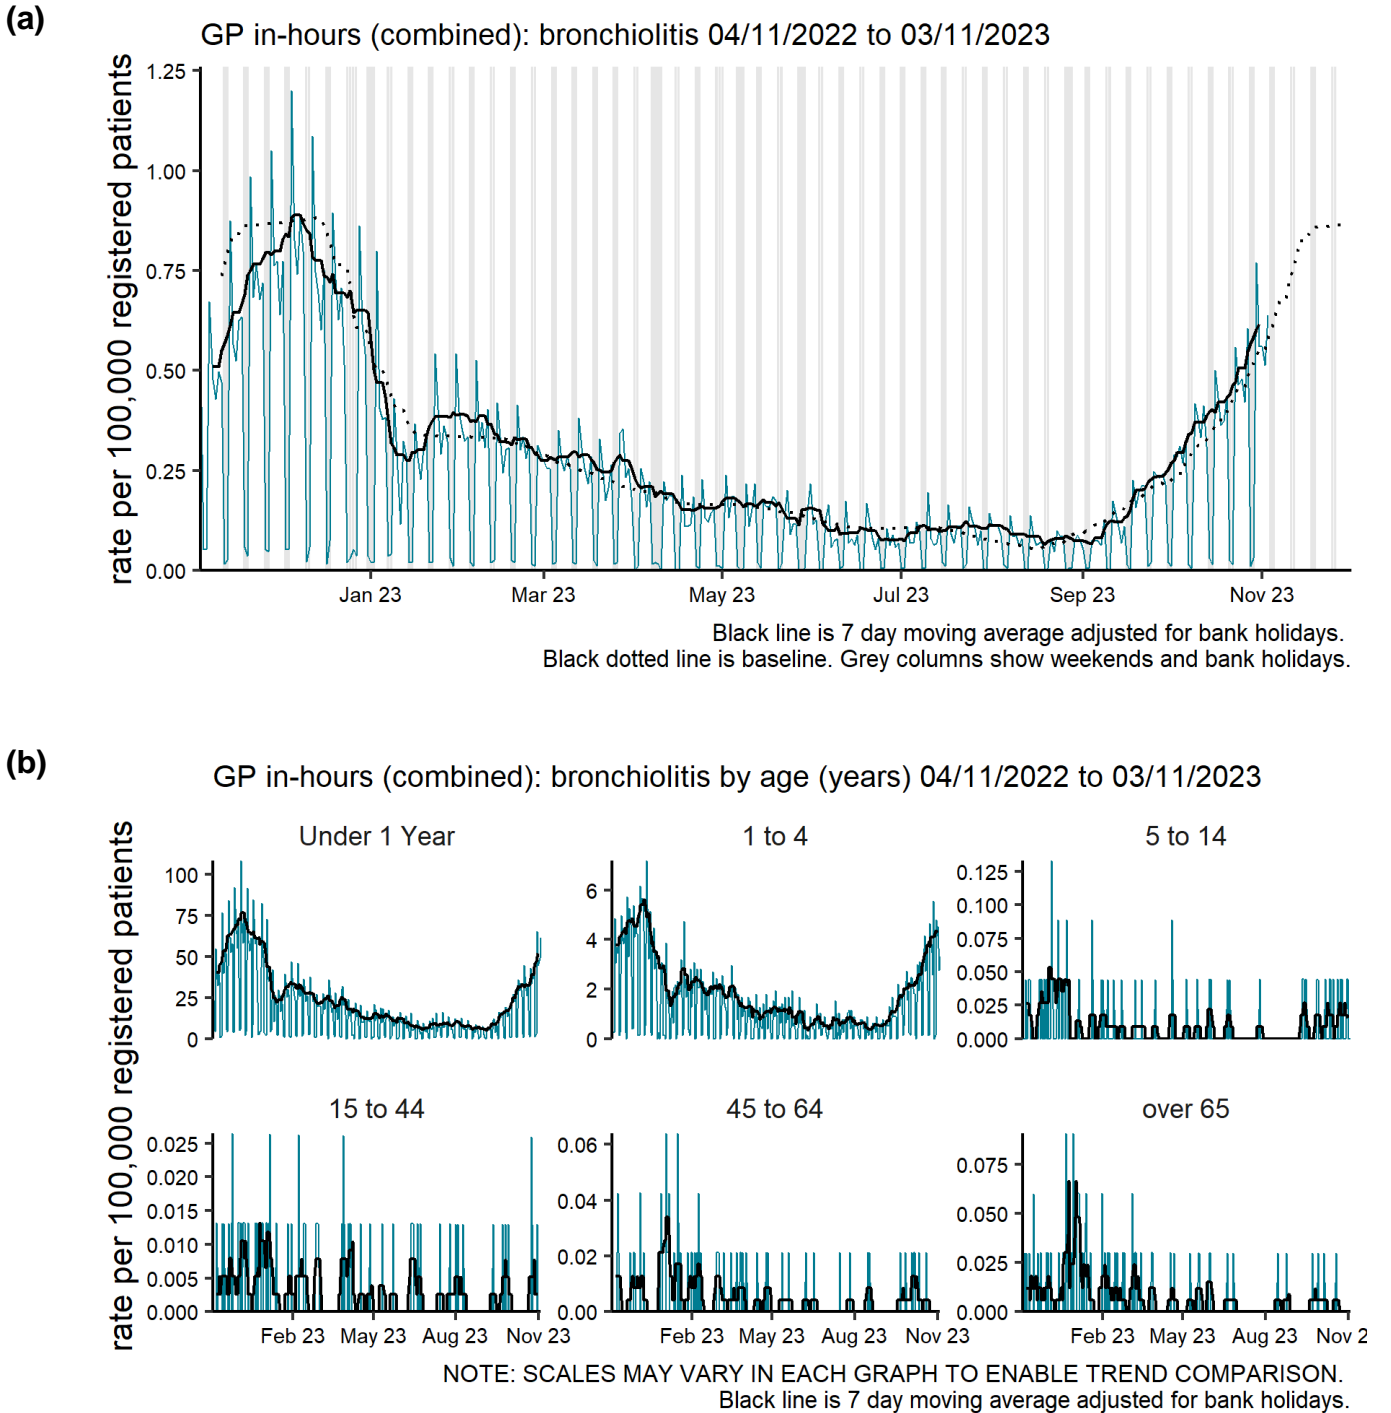 (a)
GP in-hours (combined): bronchiolitis 04/11/2022 to 03/11/2023
rate per 100,000 registered patients
1.25
1.00
0.75
0.50
0.25
0.00
Jan 23 Mar 23 May 23 Jul 23 Sep 23 Nov 23
Black line is 7 day moving average adjusted for bank holidays.
Black dotted line is baseline. Grey columns show weekends and bank holidays.
(b)
GP in-hours (combined): bronchiolitis by age (years) 04/11/2022 to 03/11/2023
rate per 100,000 registered patients
Under 1 Year
100
75
50
25
0
1 to 4
6
4
2
0
5 to 14
0.125
0.100
0.075
0.050
0.025
0.000
15 to 44
0.025
0.020
0.015
0.010
0.005
0.000
Feb 23 May 23 Aug 23 Nov 23
45 to 64
0.06
0.04
0.02
0.00
Feb 23 May 23 Aug 23 Nov 23
over 65
0.075
0.050
0.025
0.000
Feb 23 May 23 Aug 23 Nov 2
NOTE: SCALES MAY VARY IN EACH GRAPH TO ENABLE TREND COMPARISON.
Black line is 7 day moving average adjusted for bank holidays.